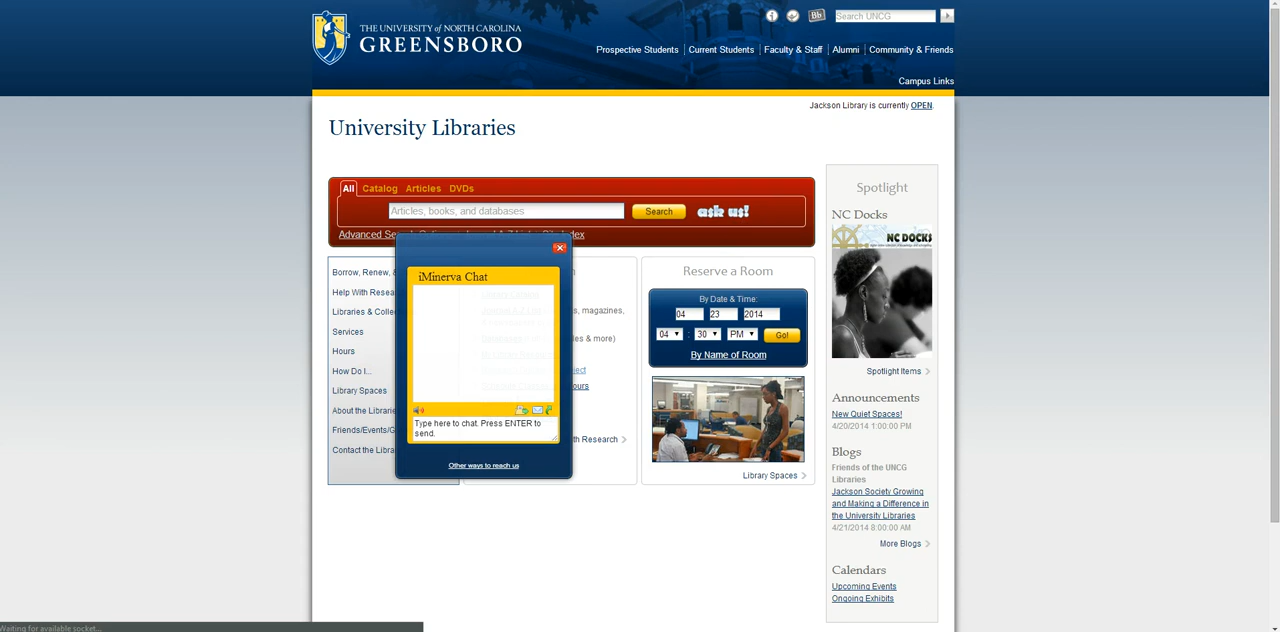 THE UNIVERSITY of NORTH CAROLINA
GREENSBORO
Bb
Search UNCG
Prospective Students
Current Students
Faculty & Staff
Alumni
Community & Friends
Campus Links
Jackson Library is currently OPEN.
University Libraries
All
Catalog
Articles
DVDs
Articles, books, and databases
Search
ask us!
Advanced
Borrow, Renew, &
Help With
Libraries &
Services
Hours
How Do I...
Library Spaces
About the
Friends/Events/
Contact the
iMinerva Chat
s, magazines,
& more)
Type here to chat. Press ENTER to
send.
Other ways to reach us
Research
Reserve a Room
By Date & Time:
04 23 2014
04 : 30 PM Go!
By Name of Room
Library Spaces
Spotlight
NC Docks
NC DOCKS
Spotlight Items
Announcements
New Quiet Spaces!
4/20/2014 1:00:00 PM
Blogs
Friends of the UNCG
Libraries
Jackson Society Growing
and Making a Difference in
the University Libraries
4/21/2014 8:00:00 AM
More Blogs
Calendars
Upcoming Events
Ongoing Exhibits
Waiting for available socket...